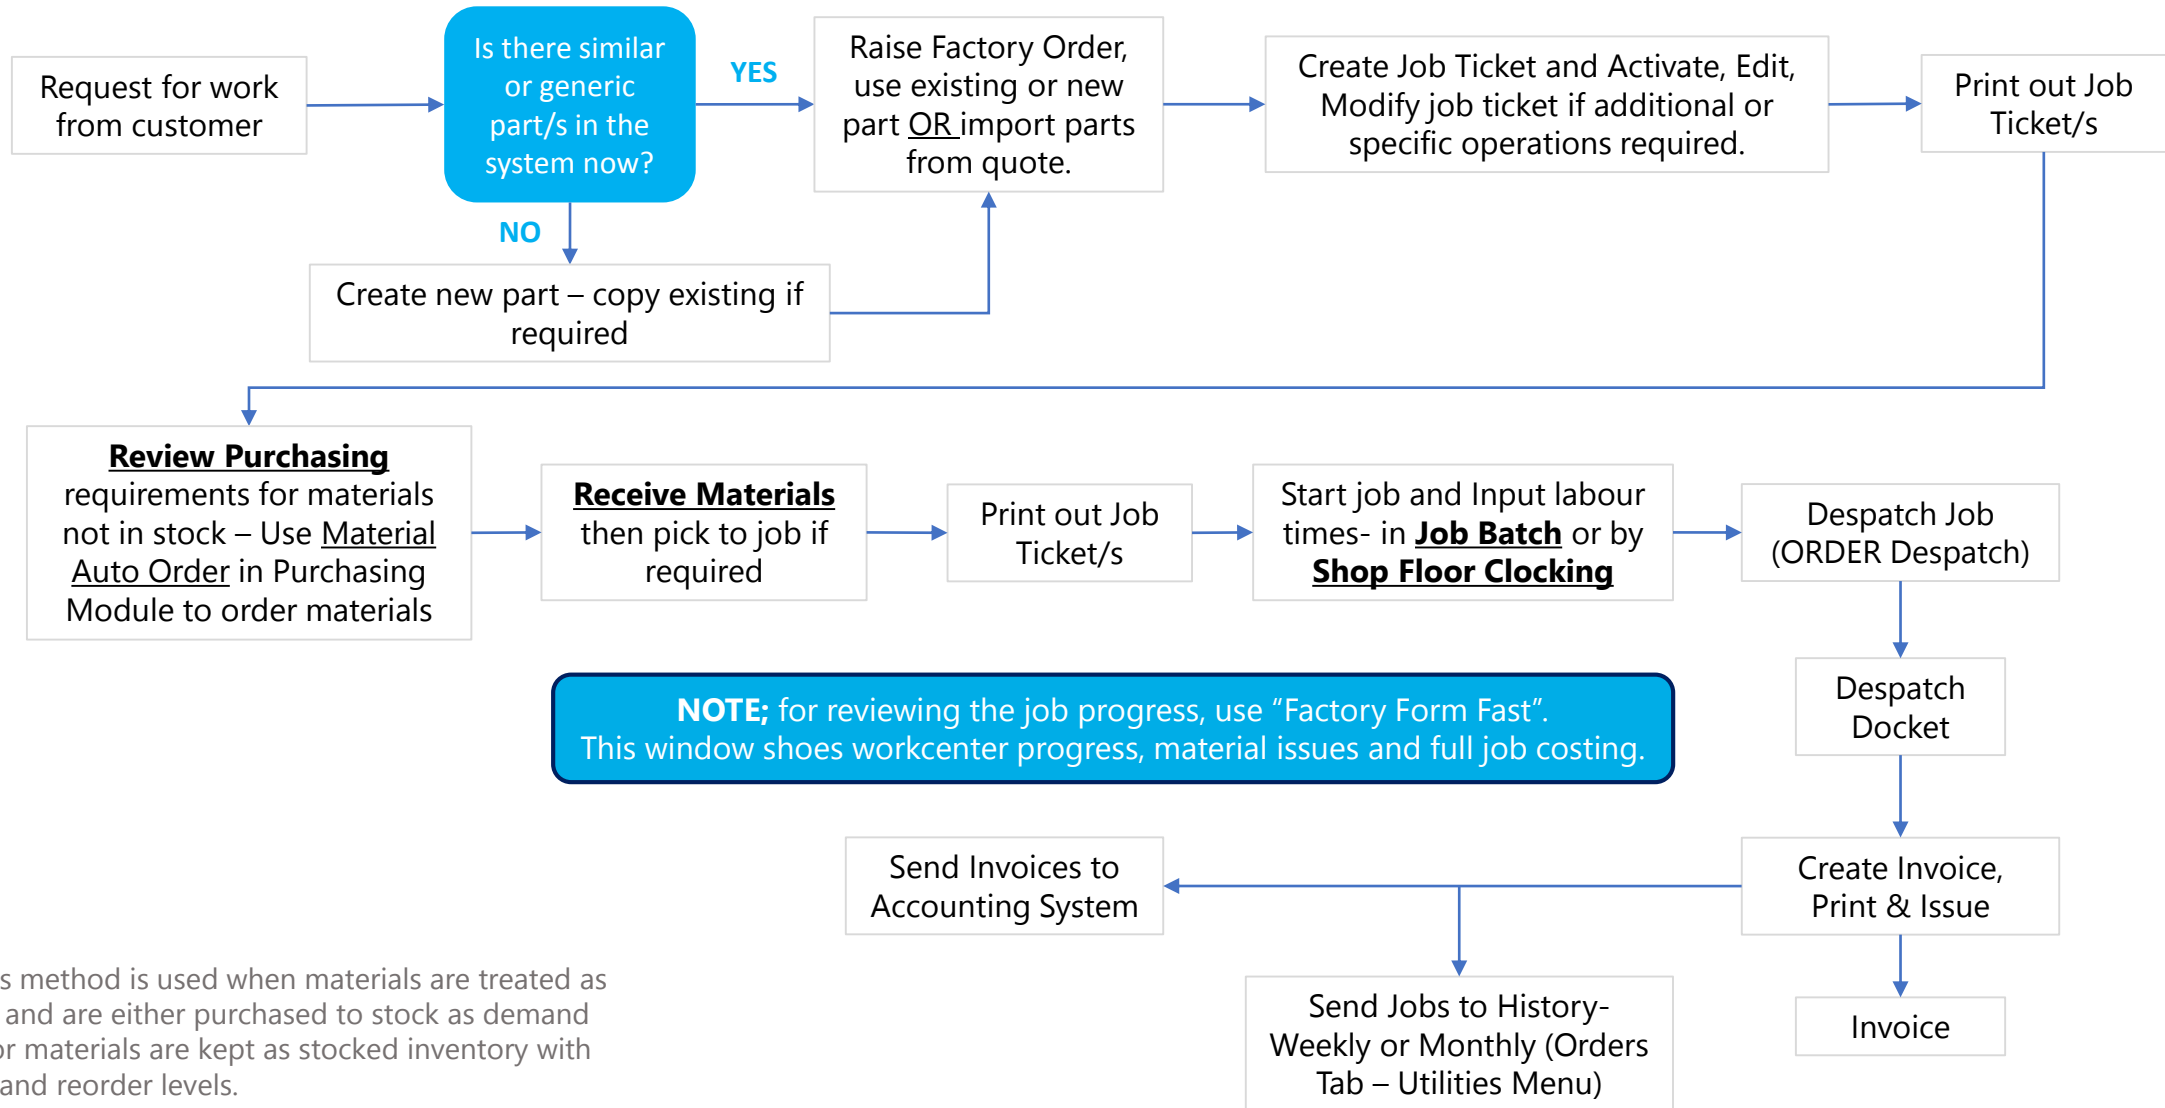 Request for work
from customer
Is there similar
or generic
part/s in the
system now?
YES
Raise Factory Order,
use existing or new
part OR import parts
from quote.
Create Job Ticket and Activate, Edit,
Modify job ticket if additional or
specific operations required.
Print out Job
Ticket/s
NO
Create new part – copy existing if
required
Review Purchasing
requirements for materials
not in stock – Use Material
Auto Order in Purchasing
Module to order materials
Receive Materials
then pick to job if
required
Print out Job
Ticket/s
Start job and Input labour
times- in Job Batch or by
Shop Floor Clocking
Despatch Job
(ORDER Despatch)
Despatch
Docket
NOTE; for reviewing the job progress, use “Factory Form Fast”.
This window shoes workcenter progress, material issues and full job costing.
Send Invoices to
Accounting System
Create Invoice,
Print & Issue
Send Jobs to History-
Weekly or Monthly (Orders
Tab – Utilities Menu)
Invoice
method is used when materials are treated as
and are either purchased to stock as demand
or materials are kept as stocked inventory with
and reorder levels.